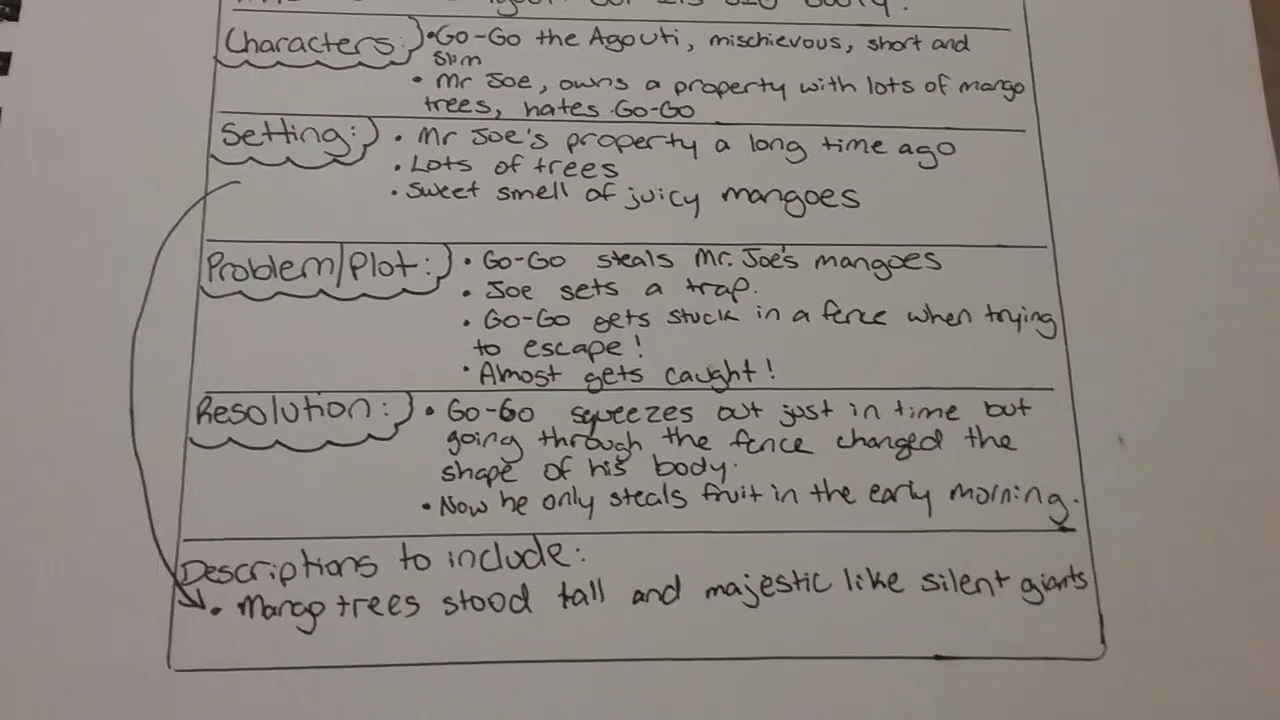 big booty.
Characters: • Go-Go the Agouti, mischievous, short and
slim
• Mr Joe, owns a property with lots of mango
trees, hates Go-Go
Setting: • Mr Joe's property a long time ago
• Lots of trees
• Sweet smell of juicy mangoes
Problem/Plot: • Go-Go steals Mr. Joe's mangoes
• Joe sets a trap.
• Go-Go gets stuck in a fence when trying
to escape!
• Almost gets caught!
Resolution: • Go-Go squeezes out just in time but
going through the fence changed the
shape of his body.
• Now he only steals fruit in the early morning.
Descriptions to include:
• Mango trees stood tall and majestic like silent giants